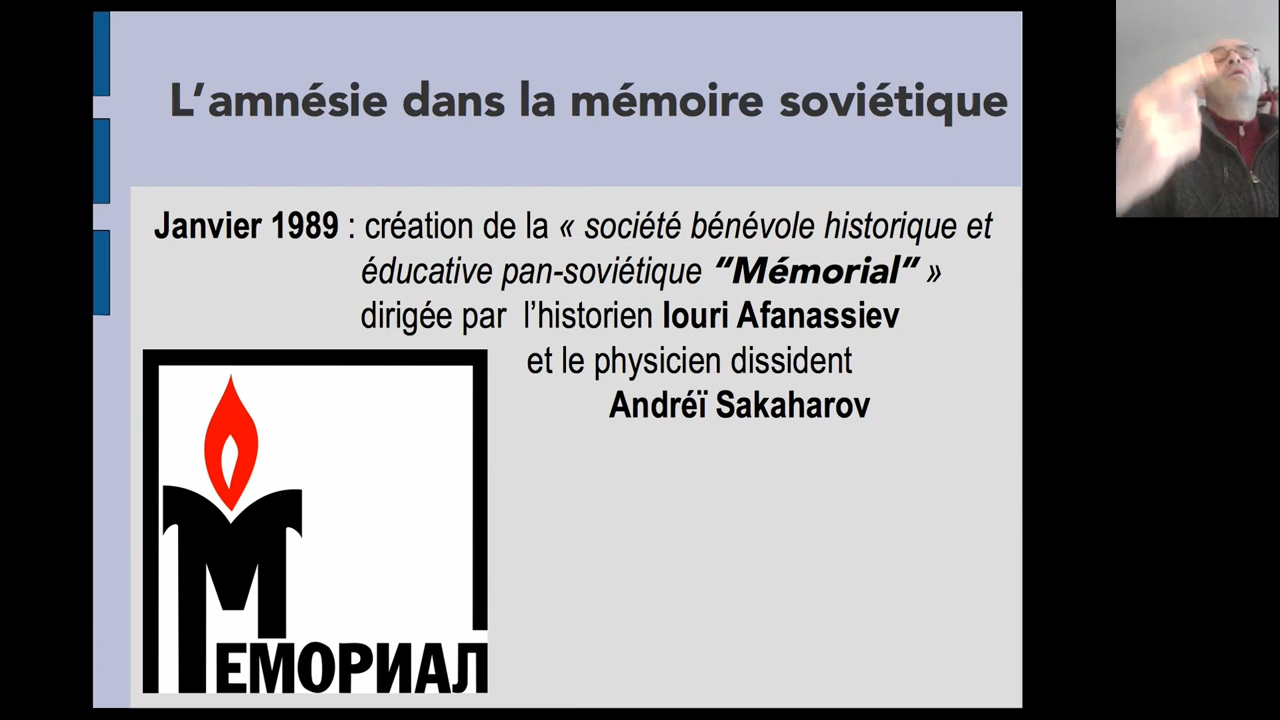 L’amnésie dans la mémoire soviétique
Janvier 1989 : création de la « société bénévole historique et
éducative pan-soviétique “Mémorial” »
dirigée par l’historien Iouri Afanassiev
et le physicien dissident
Andréï Sakaharov
МЕМОРИАЛ